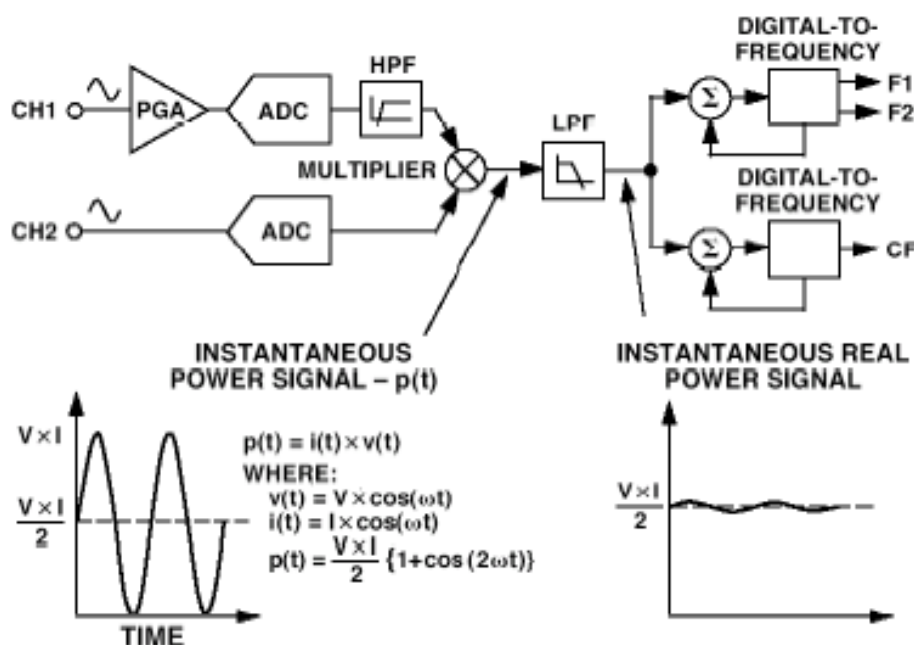 DIGITAL-TO-
FREQUENCY
HPF
F1
CH1
PGA
ADC
Σ
F2
LPF
MULTIPLIER
DIGITAL-TO-
FREQUENCY
CH2
ADC
Σ
CF
INSTANTANEOUS
POWER SIGNAL – p(t)
INSTANTANEOUS REAL
POWER SIGNAL
V × I
p(t) = i(t) × v(t)
WHERE:
v(t) = V × cos(ωt)
V × I
2
i(t) = I × cos(ωt)
p(t) = V × I / 2 {1+cos (2ωt)}
TIME
V × I
2